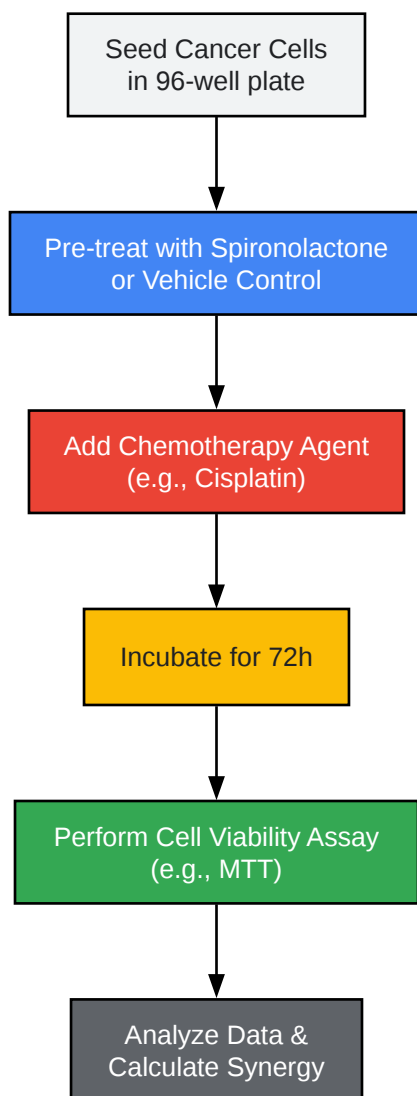 Seed Cancer Cells
in 96-well plate
Pre-treat with Spironolactone
or Vehicle Control
Add Chemotherapy Agent
(e.g., Cisplatin)
Incubate for 72h
Perform Cell Viability Assay
(e.g., MTT)
Analyze Data &
Calculate Synergy